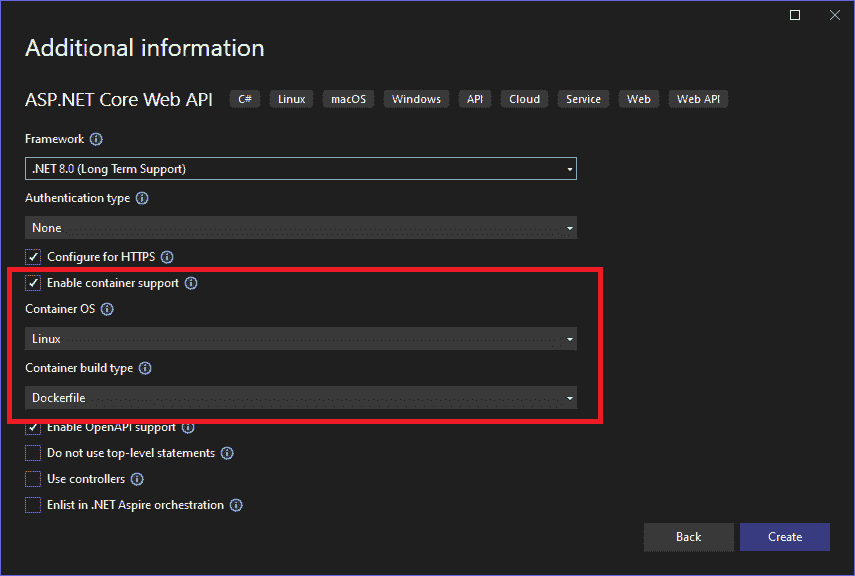 Additional information
ASP.NET Core Web API C# Linux macOS Windows API Cloud Service Web Web API
Framework
.NET 8.0 (Long Term Support)
Authentication type
None
Configure for HTTPS
Enable container support
Container OS
Linux
Container build type
Dockerfile
Enable OpenAPI support
Do not use top-level statements
Use controllers
Enlist in .NET Aspire orchestration
Back Create